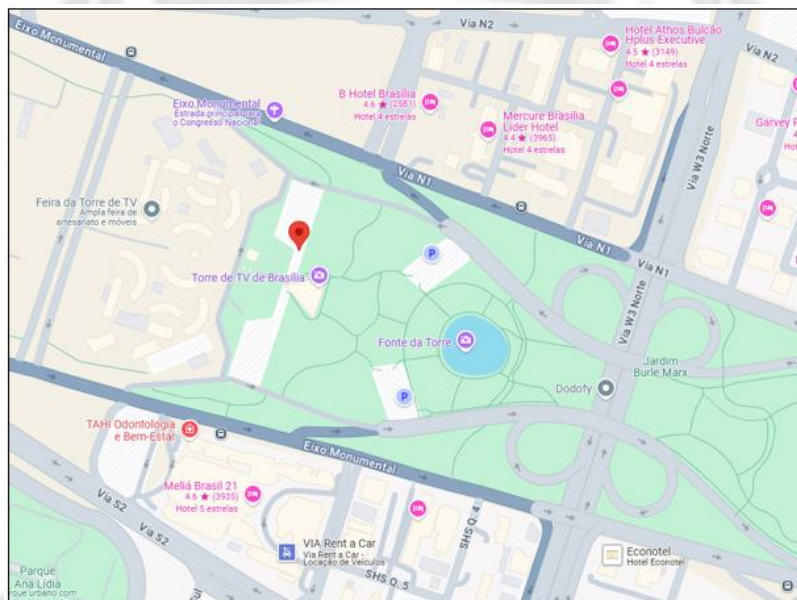 Via N2
Hotel Athos Bulcão
Hplus Executive
4.5 ★ (3149)
Hotel 4 estrelas
Via N2
Eixo Monumental
B Hotel Brasilia
4.6 ★ (2581)
Hotel 4 estrelas
Eixo Monumental
Estrada principal para
o Congresso Nacional
Mercure Brasilia
Lider Hotel
4.4 ★ (3965)
Hotel 4 estrelas
Garvey P
Via W3 Norte
Via N1
Feira da Torre de TV
Ampla feira de
artesanato e móveis
Via N1
Via N1
P
Torre de TV de Brasília
Via W3 Norte
Fonte da Torre
Jardim
Burle Marx
Dodofy
P
TAHI Odontologia
e Bem-Estar
Eixo Monumental
Meliá Brasil 21
4.6 ★ (3935)
Hotel 5 estrelas
Via S2
Via S2
SHS Q. 4
VIA Rent a Car
Via Rent a Car -
Locação de Veículos
Econotel
Hotel Econotel
SHS Q. 5
Parque
Ana Lídia
rque urbano com